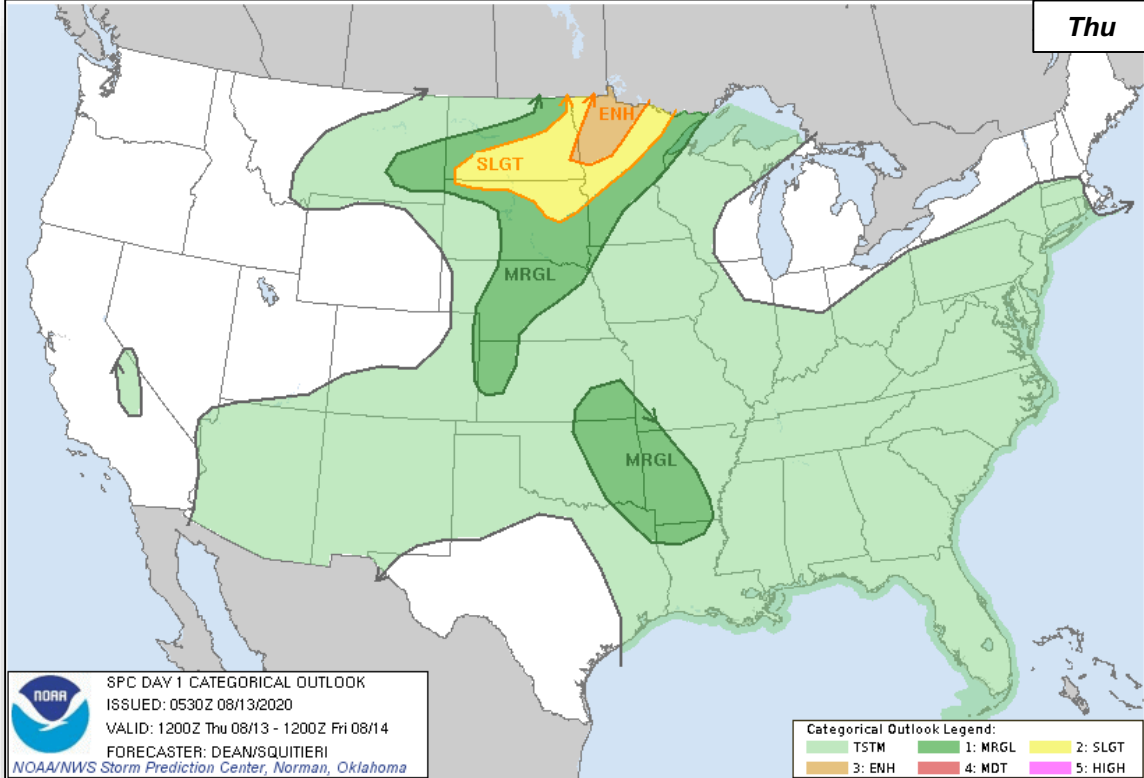 Thu
ENH
SLGT
MRGL
MRGL
NOAA
SPC DAY 1 CATEGORICAL OUTLOOK
ISSUED: 0530Z 08/13/2020
VALID: 1200Z Thu 08/13 - 1200Z Fri 08/14
FORECASTER: DEAN/SQUITIERI
NOAA/NWS Storm Prediction Center, Norman, Oklahoma
Categorical Outlook Legend:
TSTM 1: MRGL 2: SLGT
3: ENH 4: MDT 5: HIGH